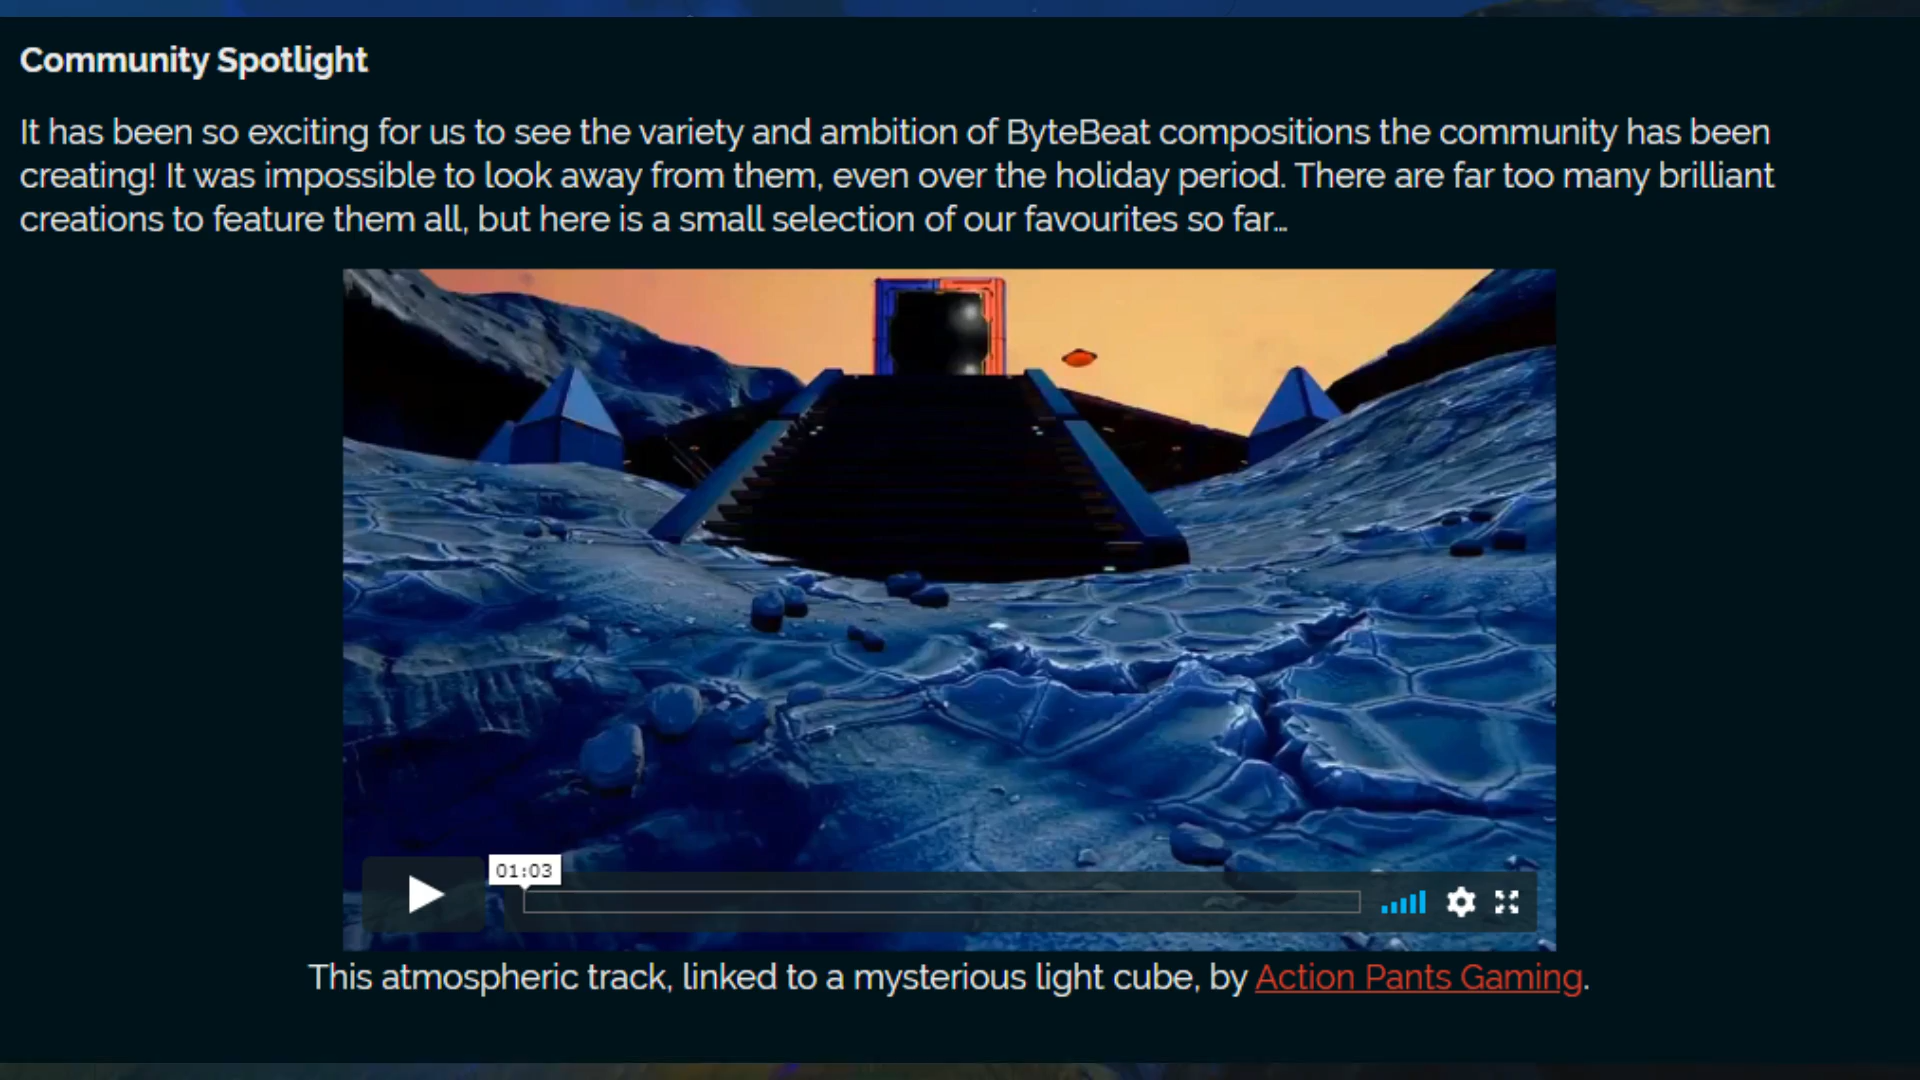 Community Spotlight
It has been so exciting for us to see the variety and ambition of ByteBeat compositions the community has been
creating! It was impossible to look away from them, even over the holiday period. There are far too many brilliant
creations to feature them all, but here is a small selection of our favourites so far...
01:03
This atmospheric track, linked to a mysterious light cube, by Action Pants Gaming.